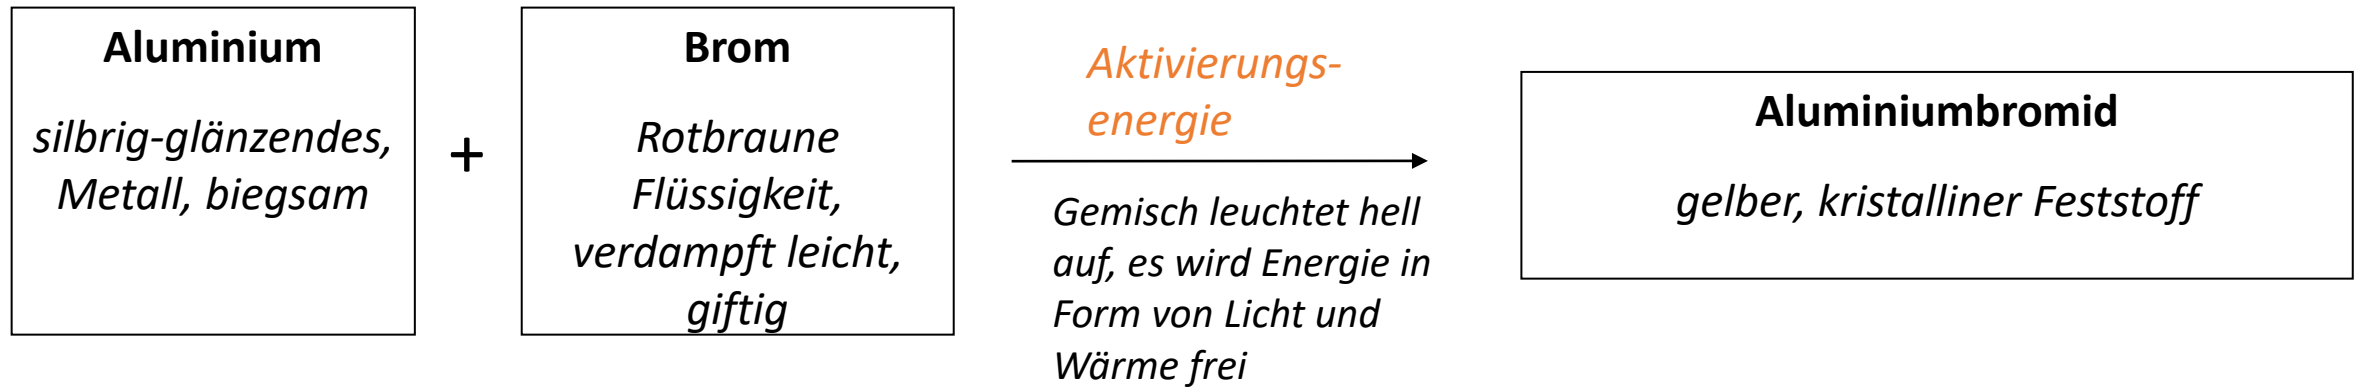 Aluminium
silbrig-glänzendes,
Metall, biegsam
+
Brom
Rotbraune
Flüssigkeit,
verdampft leicht,
giftig
Aktivierungs-
energie
Gemisch leuchtet hell
auf, es wird Energie in
Form von Licht und
Wärme frei
Aluminiumbromid
gelber, kristalliner Feststoff